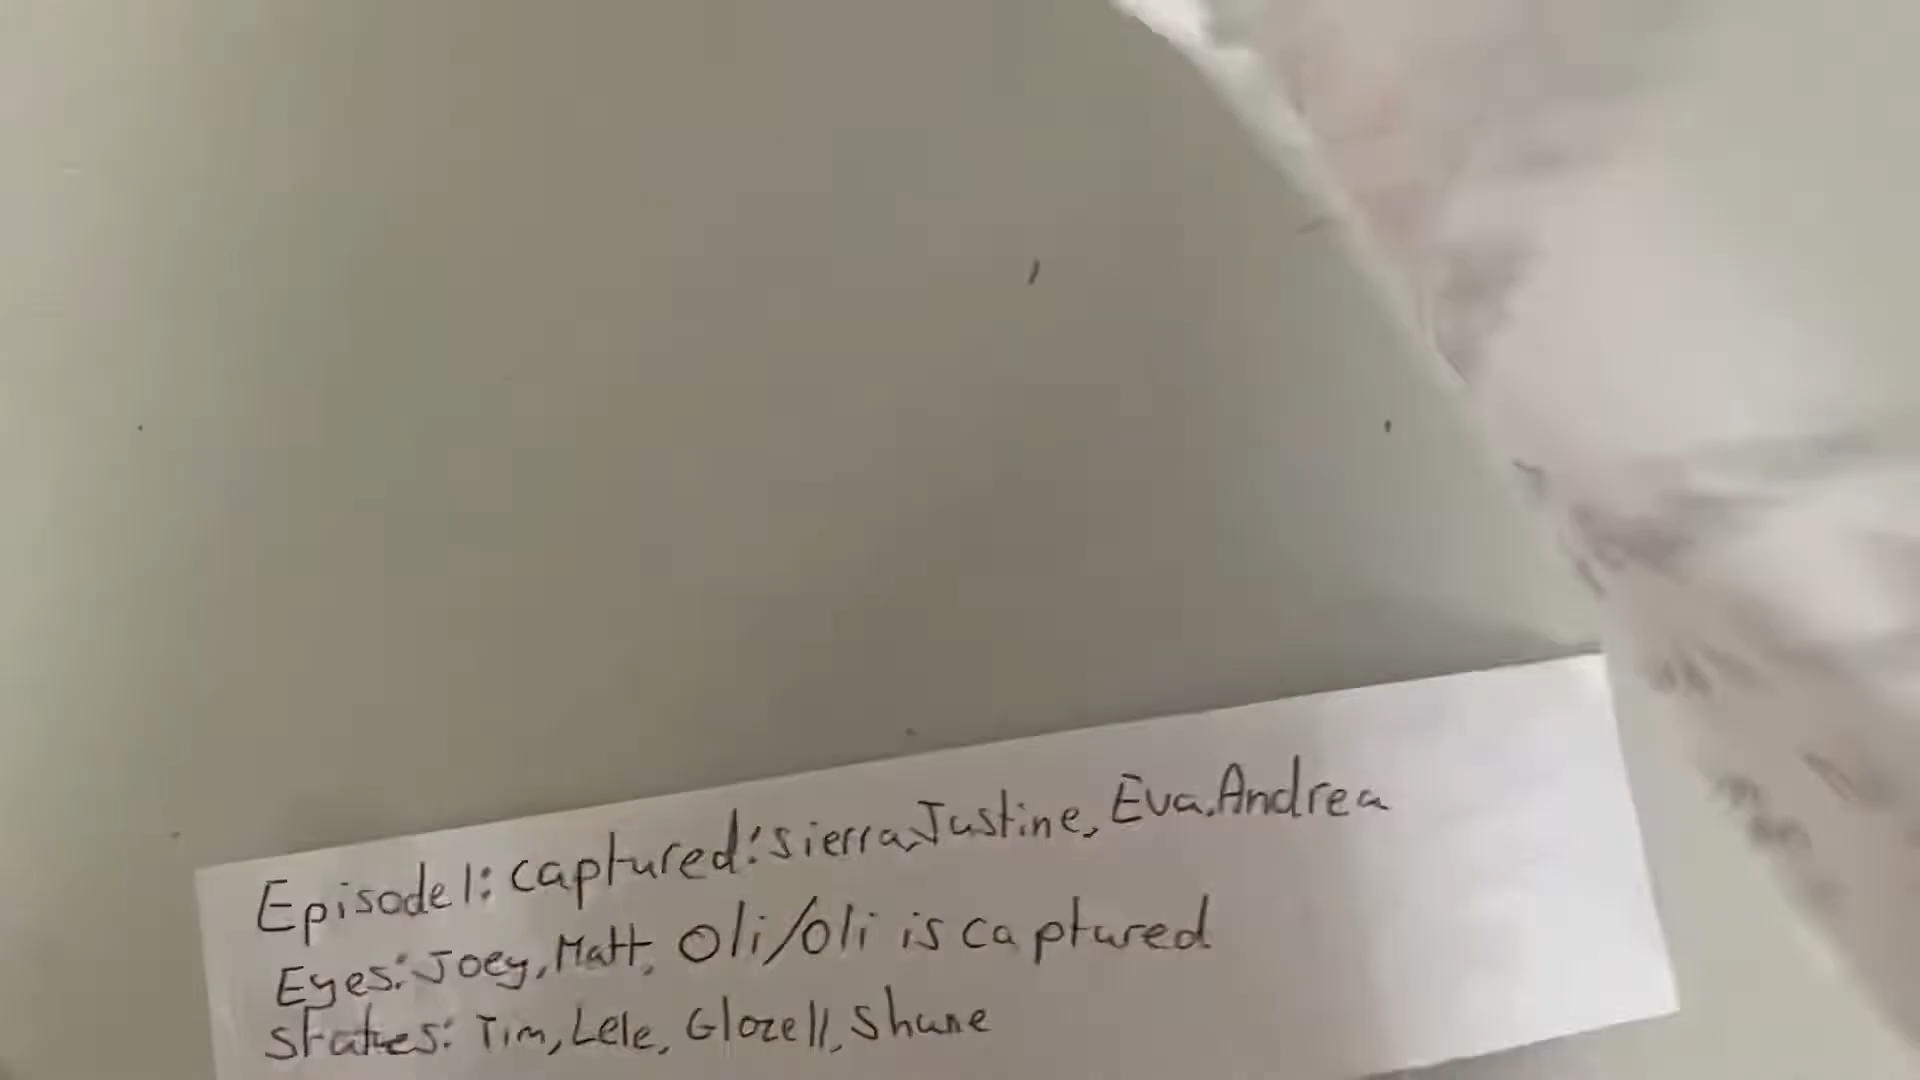 Episode1: captured: sierra, Justine, Eva. Andrea
Eyes: Joey, Matt, Oli/Oli is captured
statues: Tim, Lele, Glozell, Shane